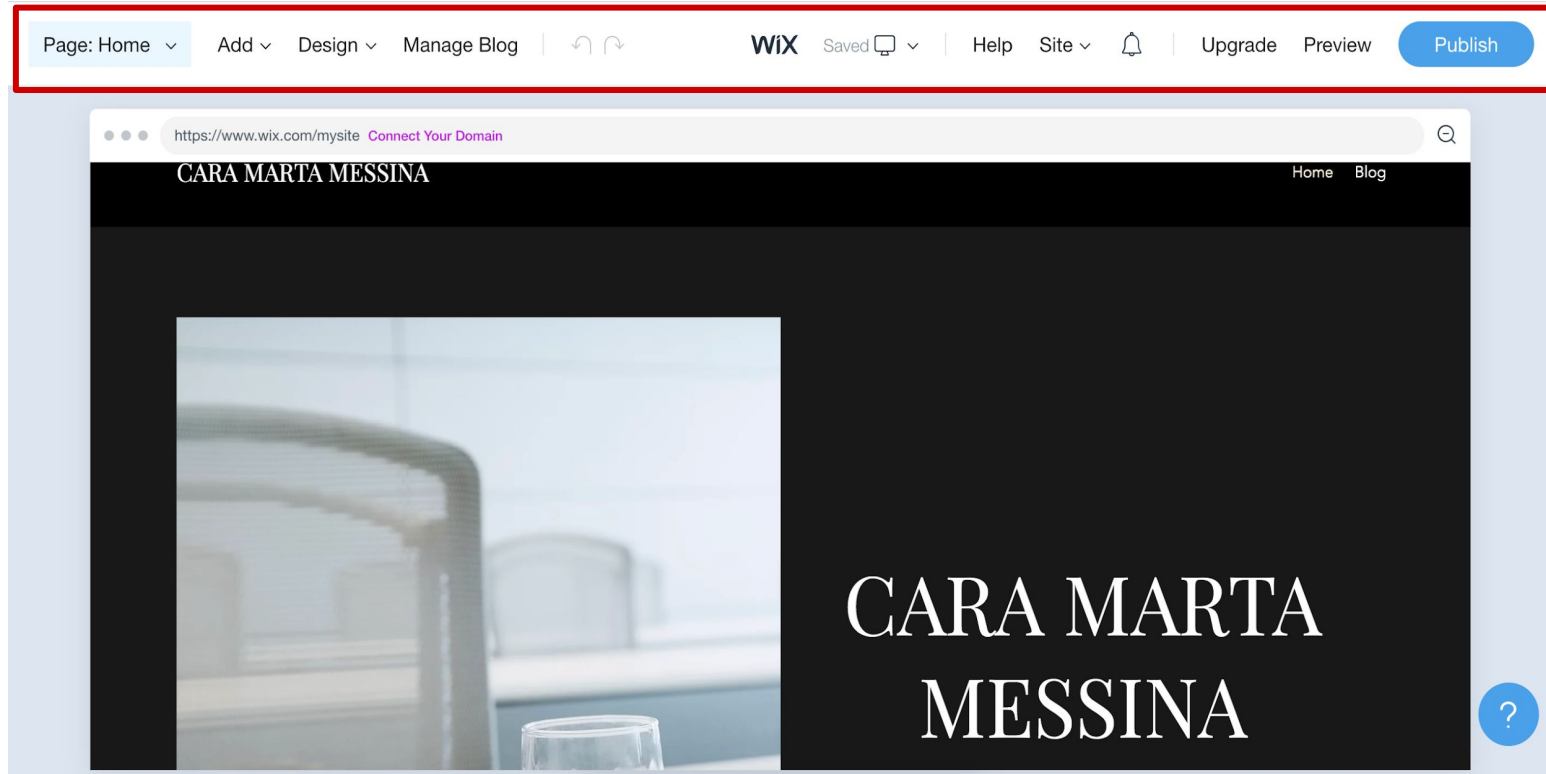 Page: Home Add Design Manage Blog WiX Saved Help Site Upgrade Preview Publish
https://www.wix.com/mysite Connect Your Domain
CARA MARTA MESSINA Home Blog
CARA MARTA
MESSINA
?